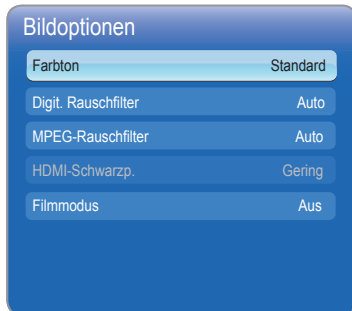 Bildoptionen
Farbton Standard
Digit. Rauschfilter Auto
MPEG-Rauschfilter Auto
HDMI-Schwarzp. Gering
Filmmodus Aus